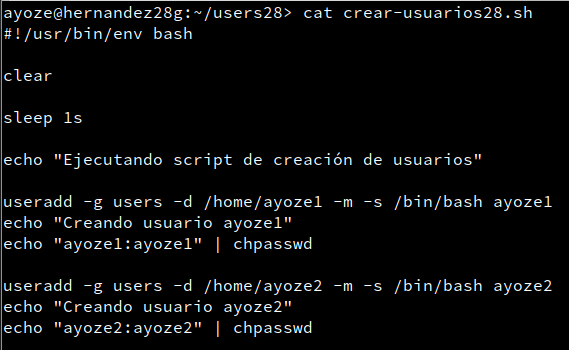 ayoze@hernandez28g:~/users28> cat crear-usuarios28.sh
#!/usr/bin/env bash
clear
sleep 1s
echo "Ejecutando script de creación de usuarios"
useradd -g users -d /home/ayoze1 -m -s /bin/bash ayoze1
echo "Creando usuario ayoze1"
echo "ayoze1:ayoze1" | chpasswd
useradd -g users -d /home/ayoze2 -m -s /bin/bash ayoze2
echo "Creando usuario ayoze2"
echo "ayoze2:ayoze2" | chpasswd